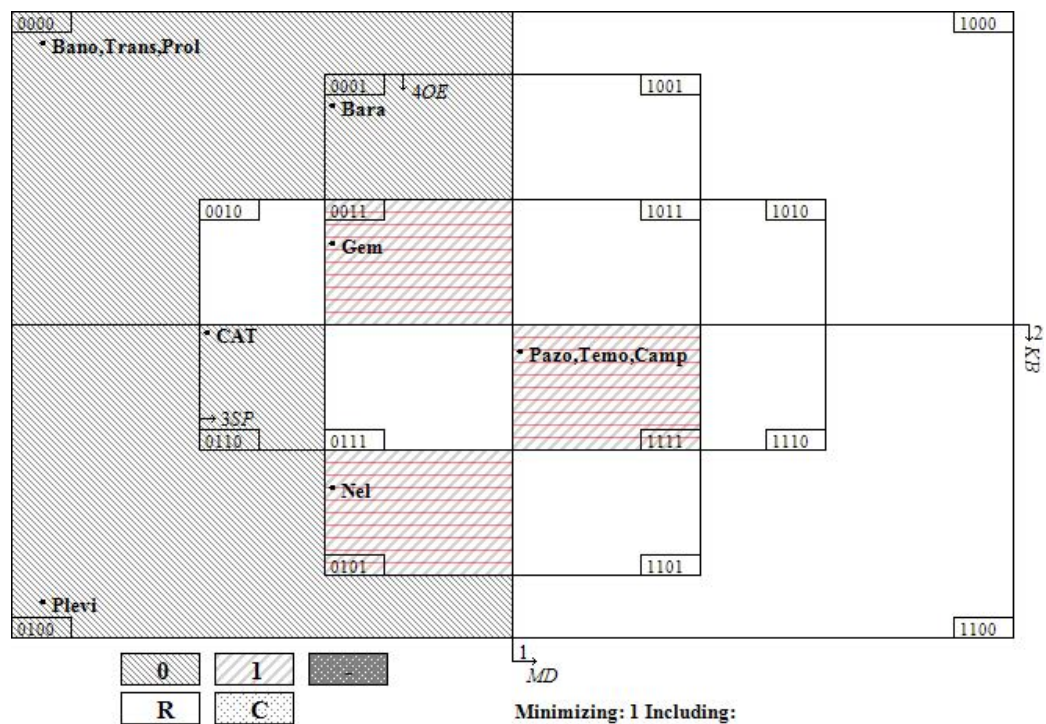 0000 1000
Bano,Trans,Prol
0001 4OE 1001
Bara
0010 0011 1011 1010
Gem
CAT
Pazo,Temo,Camp
2
KB
3SP
0110 0111 1111 1110
Nel
0101 1101
Plevi
0100 1100
1
MD
0 1 -
R C
Minimizing: 1 Including: